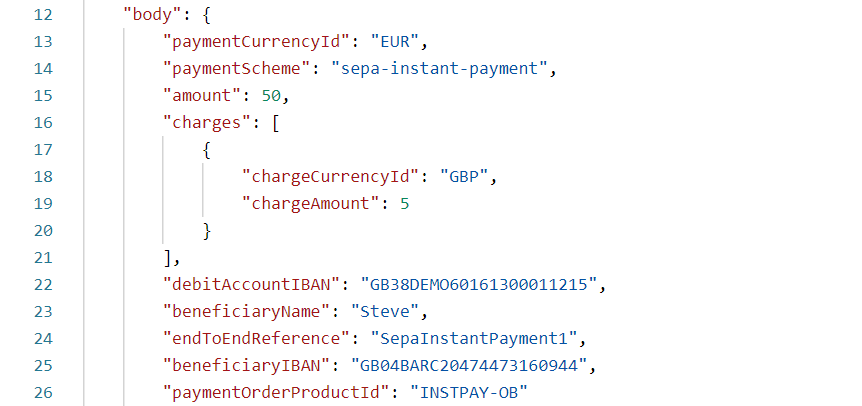 12 "body": {
13 "paymentCurrencyId": "EUR",
14 "paymentScheme": "sepa-instant-payment",
15 "amount": 50,
16 "charges": [
17 {
18 "chargeCurrencyId": "GBP",
19 "chargeAmount": 5
20 }
21 ],
22 "debitAccountIBAN": "GB38DEMO60161300011215",
23 "beneficiaryName": "Steve",
24 "endToEndReference": "SepaInstantPayment1",
25 "beneficiaryIBAN": "GB04BARC20474473160944",
26 "paymentOrderProductId": "INSTPAY-OB"